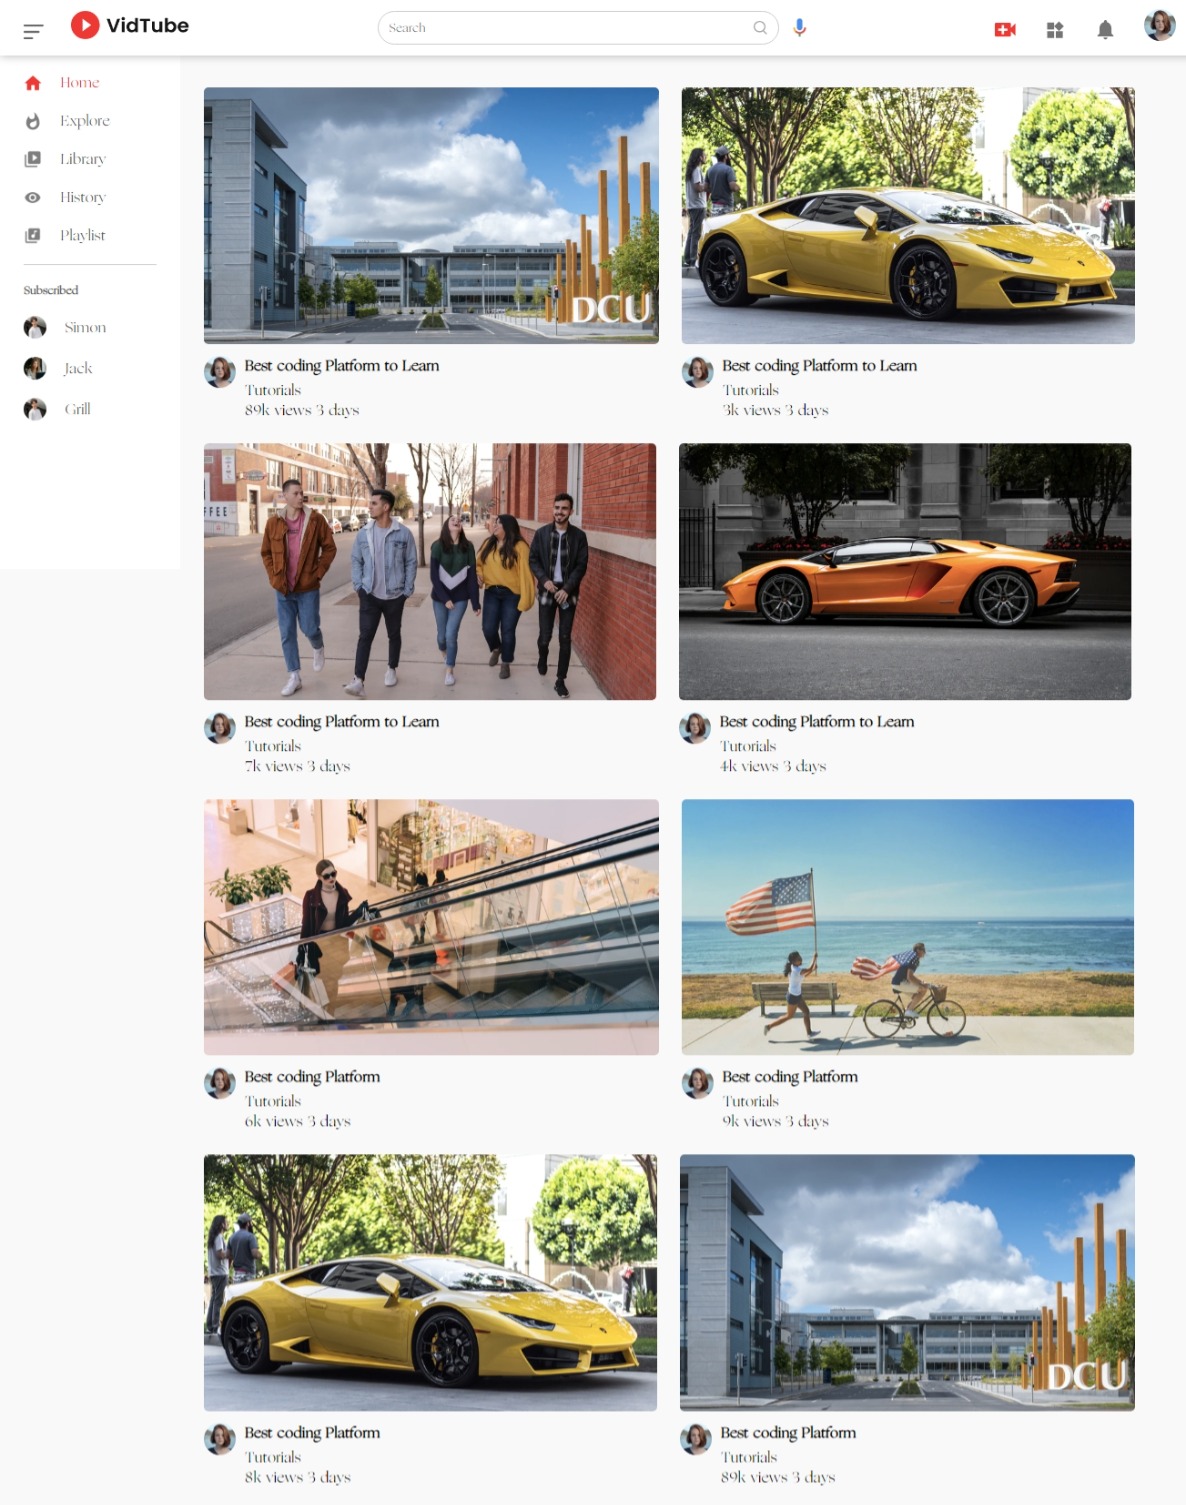 VidTube
Search
Home
Explore
Library
History
Playlist
Subscribed
Simon
Jack
Grill
DCU
Best coding Platform to Learn
Tutorials
89k views 3 days
Best coding Platform to Learn
Tutorials
3k views 3 days
FFEE
Best coding Platform to Learn
Tutorials
7k views 3 days
Best coding Platform to Learn
Tutorials
4k views 3 days
Best coding Platform
Tutorials
6k views 3 days
Best coding Platform
Tutorials
9k views 3 days
Best coding Platform
Tutorials
8k views 3 days
DCU
Best coding Platform
Tutorials
89k views 3 days